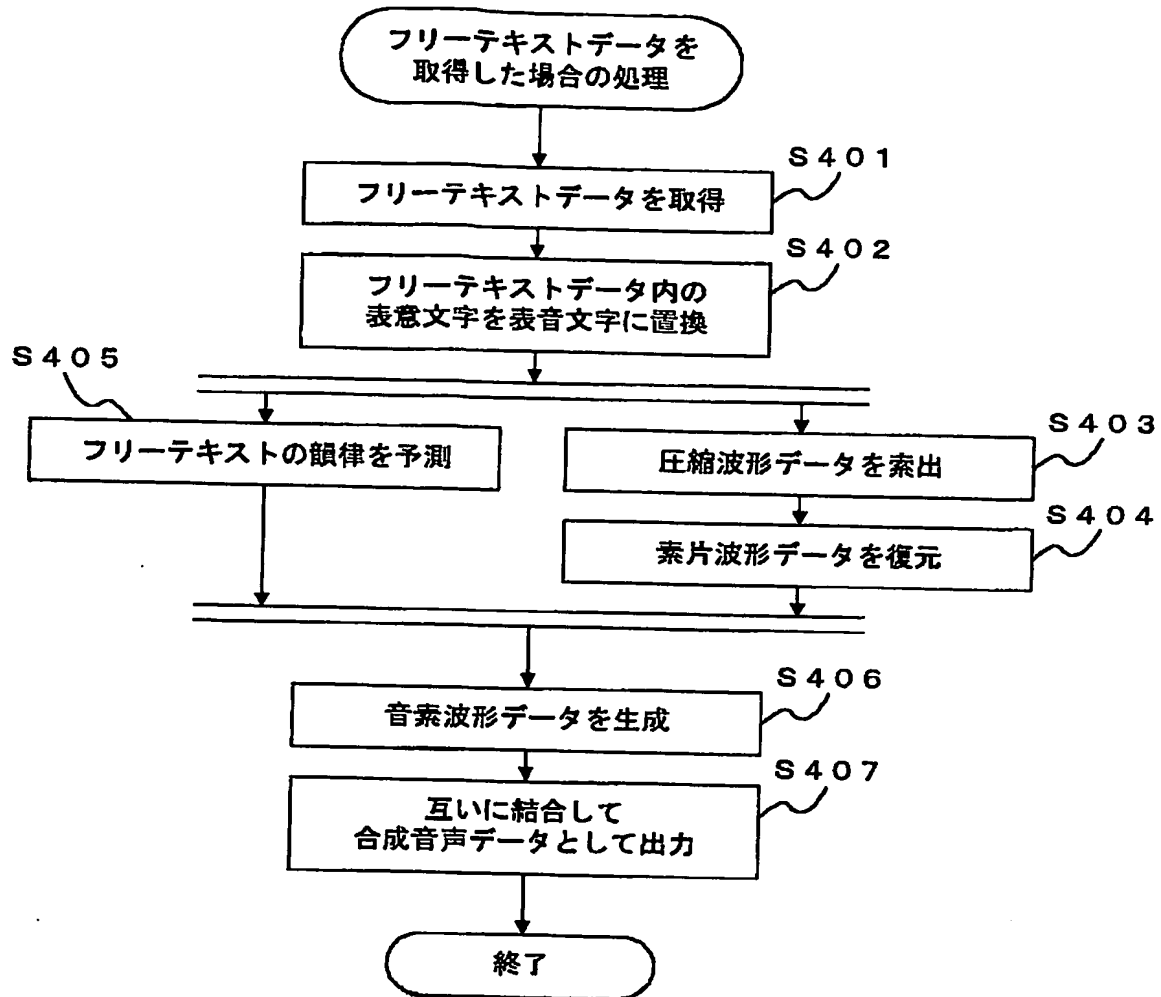 フリーテキストデータを
取得した場合の処理
S401
フリーテキストデータを取得
S402
フリーテキストデータ内の
表意文字を表音文字に置換
S405
フリーテキストの韻律を予測
S403
圧縮波形データを索出
S404
素片波形データを復元
S406
音素波形データを生成
S407
互いに結合して
合成音声データとして出力
終了